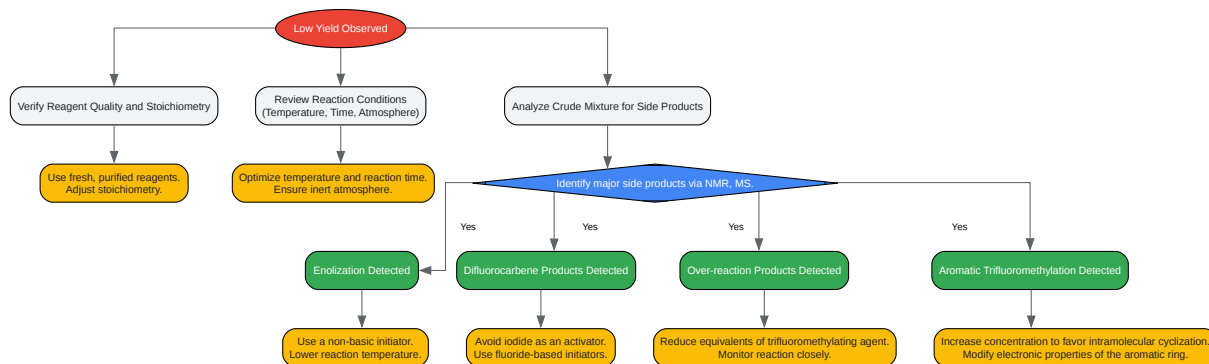 Low Yield Observed
Verify Reagent Quality and Stoichiometry
Review Reaction Conditions
(Temperature, Time, Atmosphere)
Analyze Crude Mixture for Side Products
Use fresh, purified reagents.
Adjust stoichiometry.
Optimize temperature and reaction time.
Ensure inert atmosphere.
Identify major side products via NMR, MS.
Yes
Yes
Yes
Yes
Enolization Detected
Difluorocarbene Products Detected
Over-reaction Products Detected
Aromatic Trifluoromethylation Detected
Use a non-basic initiator.
Lower reaction temperature.
Avoid iodide as an activator.
Use fluoride-based initiators.
Reduce equivalents of trifluoromethylating agent.
Monitor reaction closely.
Increase concentration to favor intramolecular cyclization.
Modify electronic properties of the aromatic ring.